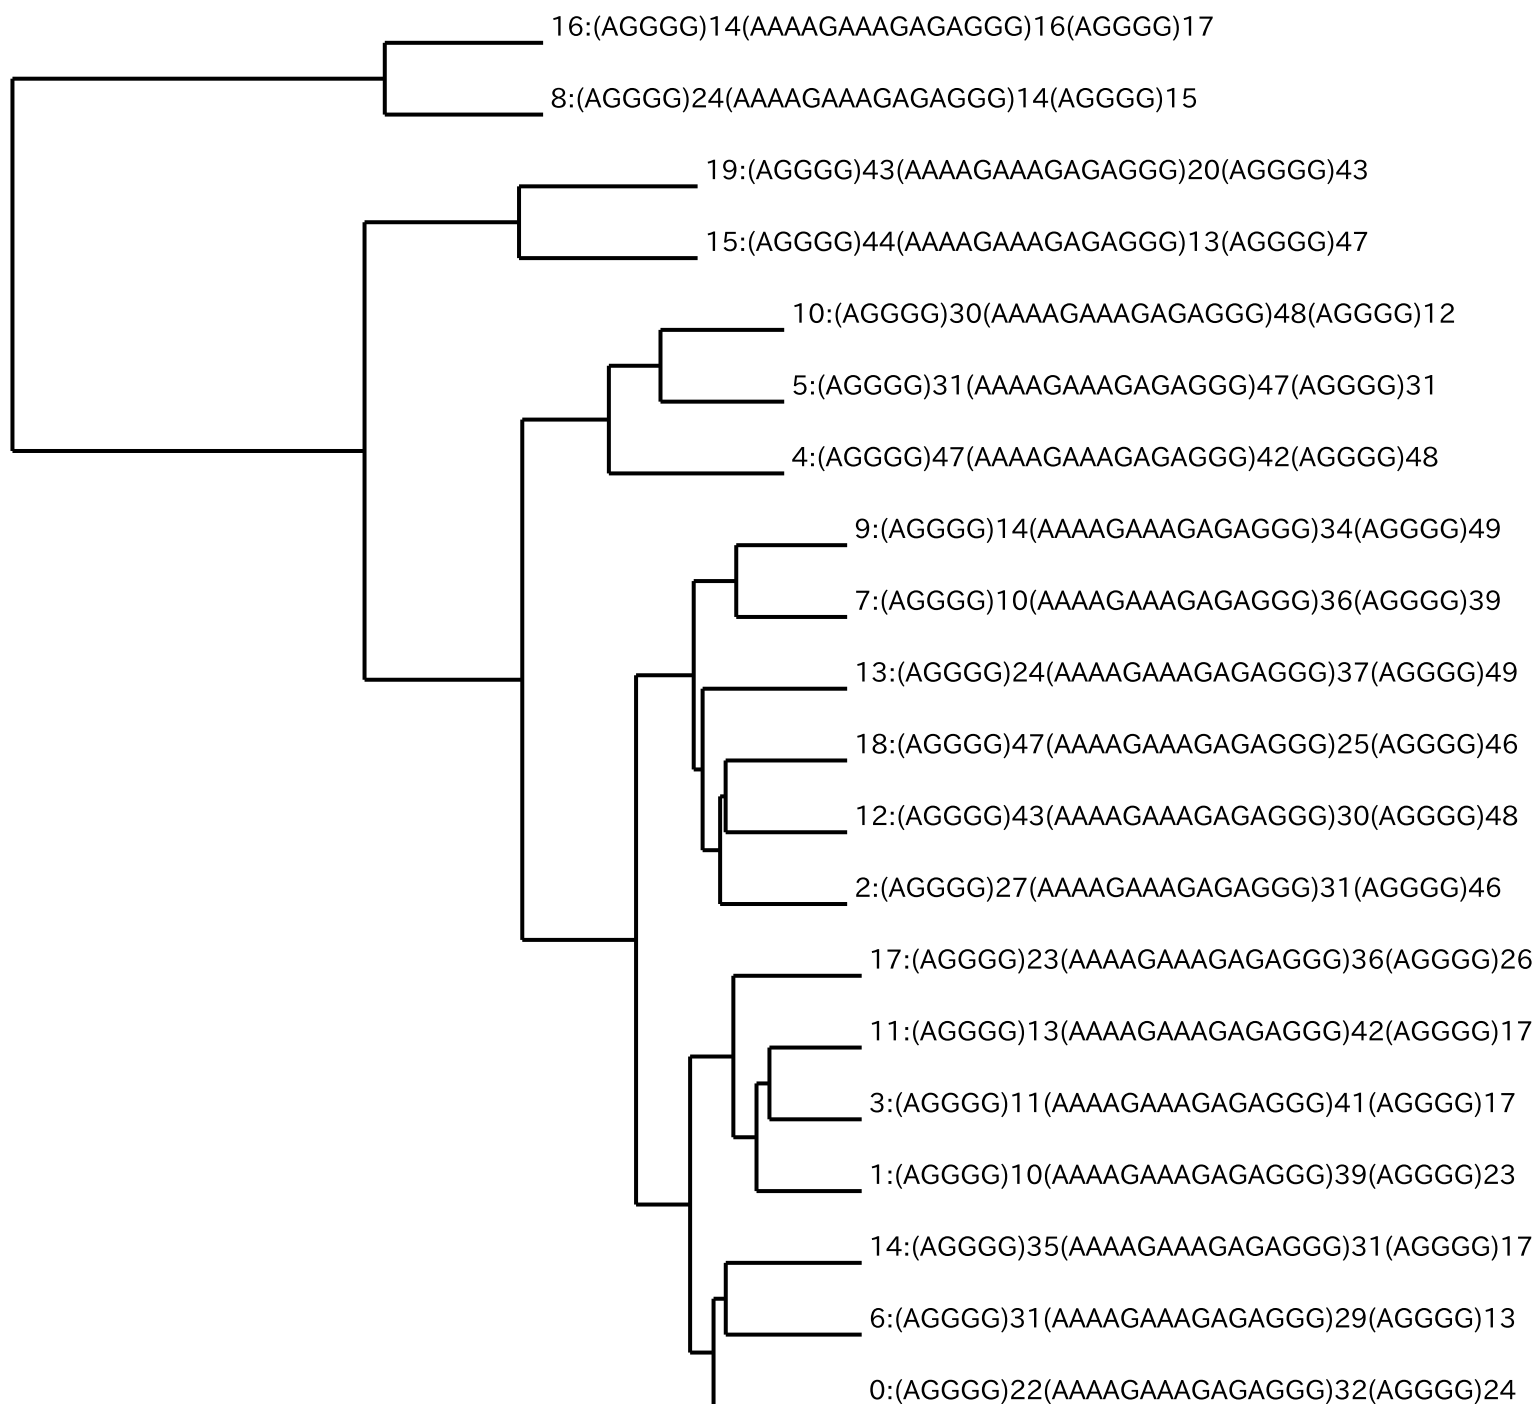 16:(AGGGG)14(AAAAGAAAGAGAGGG)16(AGGGG)17
8:(AGGGG)24(AAAAGAAAGAGAGGG)14(AGGGG)15
19:(AGGGG)43(AAAAGAAAGAGAGGG)20(AGGGG)43
15:(AGGGG)44(AAAAGAAAGAGAGGG)13(AGGGG)47
10:(AGGGG)30(AAAAGAAAGAGAGGG)48(AGGGG)12
5:(AGGGG)31(AAAAGAAAGAGAGGG)47(AGGGG)31
4:(AGGGG)47(AAAAGAAAGAGAGGG)42(AGGGG)48
9:(AGGGG)14(AAAAGAAAGAGAGGG)34(AGGGG)49
7:(AGGGG)10(AAAAGAAAGAGAGGG)36(AGGGG)39
13:(AGGGG)24(AAAAGAAAGAGAGGG)37(AGGGG)49
18:(AGGGG)47(AAAAGAAAGAGAGGG)25(AGGGG)46
12:(AGGGG)43(AAAAGAAAGAGAGGG)30(AGGGG)48
2:(AGGGG)27(AAAAGAAAGAGAGGG)31(AGGGG)46
17:(AGGGG)23(AAAAGAAAGAGAGGG)36(AGGGG)26
11:(AGGGG)13(AAAAGAAAGAGAGGG)42(AGGGG)17
3:(AGGGG)11(AAAAGAAAGAGAGGG)41(AGGGG)17
1:(AGGGG)10(AAAAGAAAGAGAGGG)39(AGGGG)23
14:(AGGGG)35(AAAAGAAAGAGAGGG)31(AGGGG)17
6:(AGGGG)31(AAAAGAAAGAGAGGG)29(AGGGG)13
0:(AGGGG)22(AAAAGAAAGAGAGGG)32(AGGGG)24